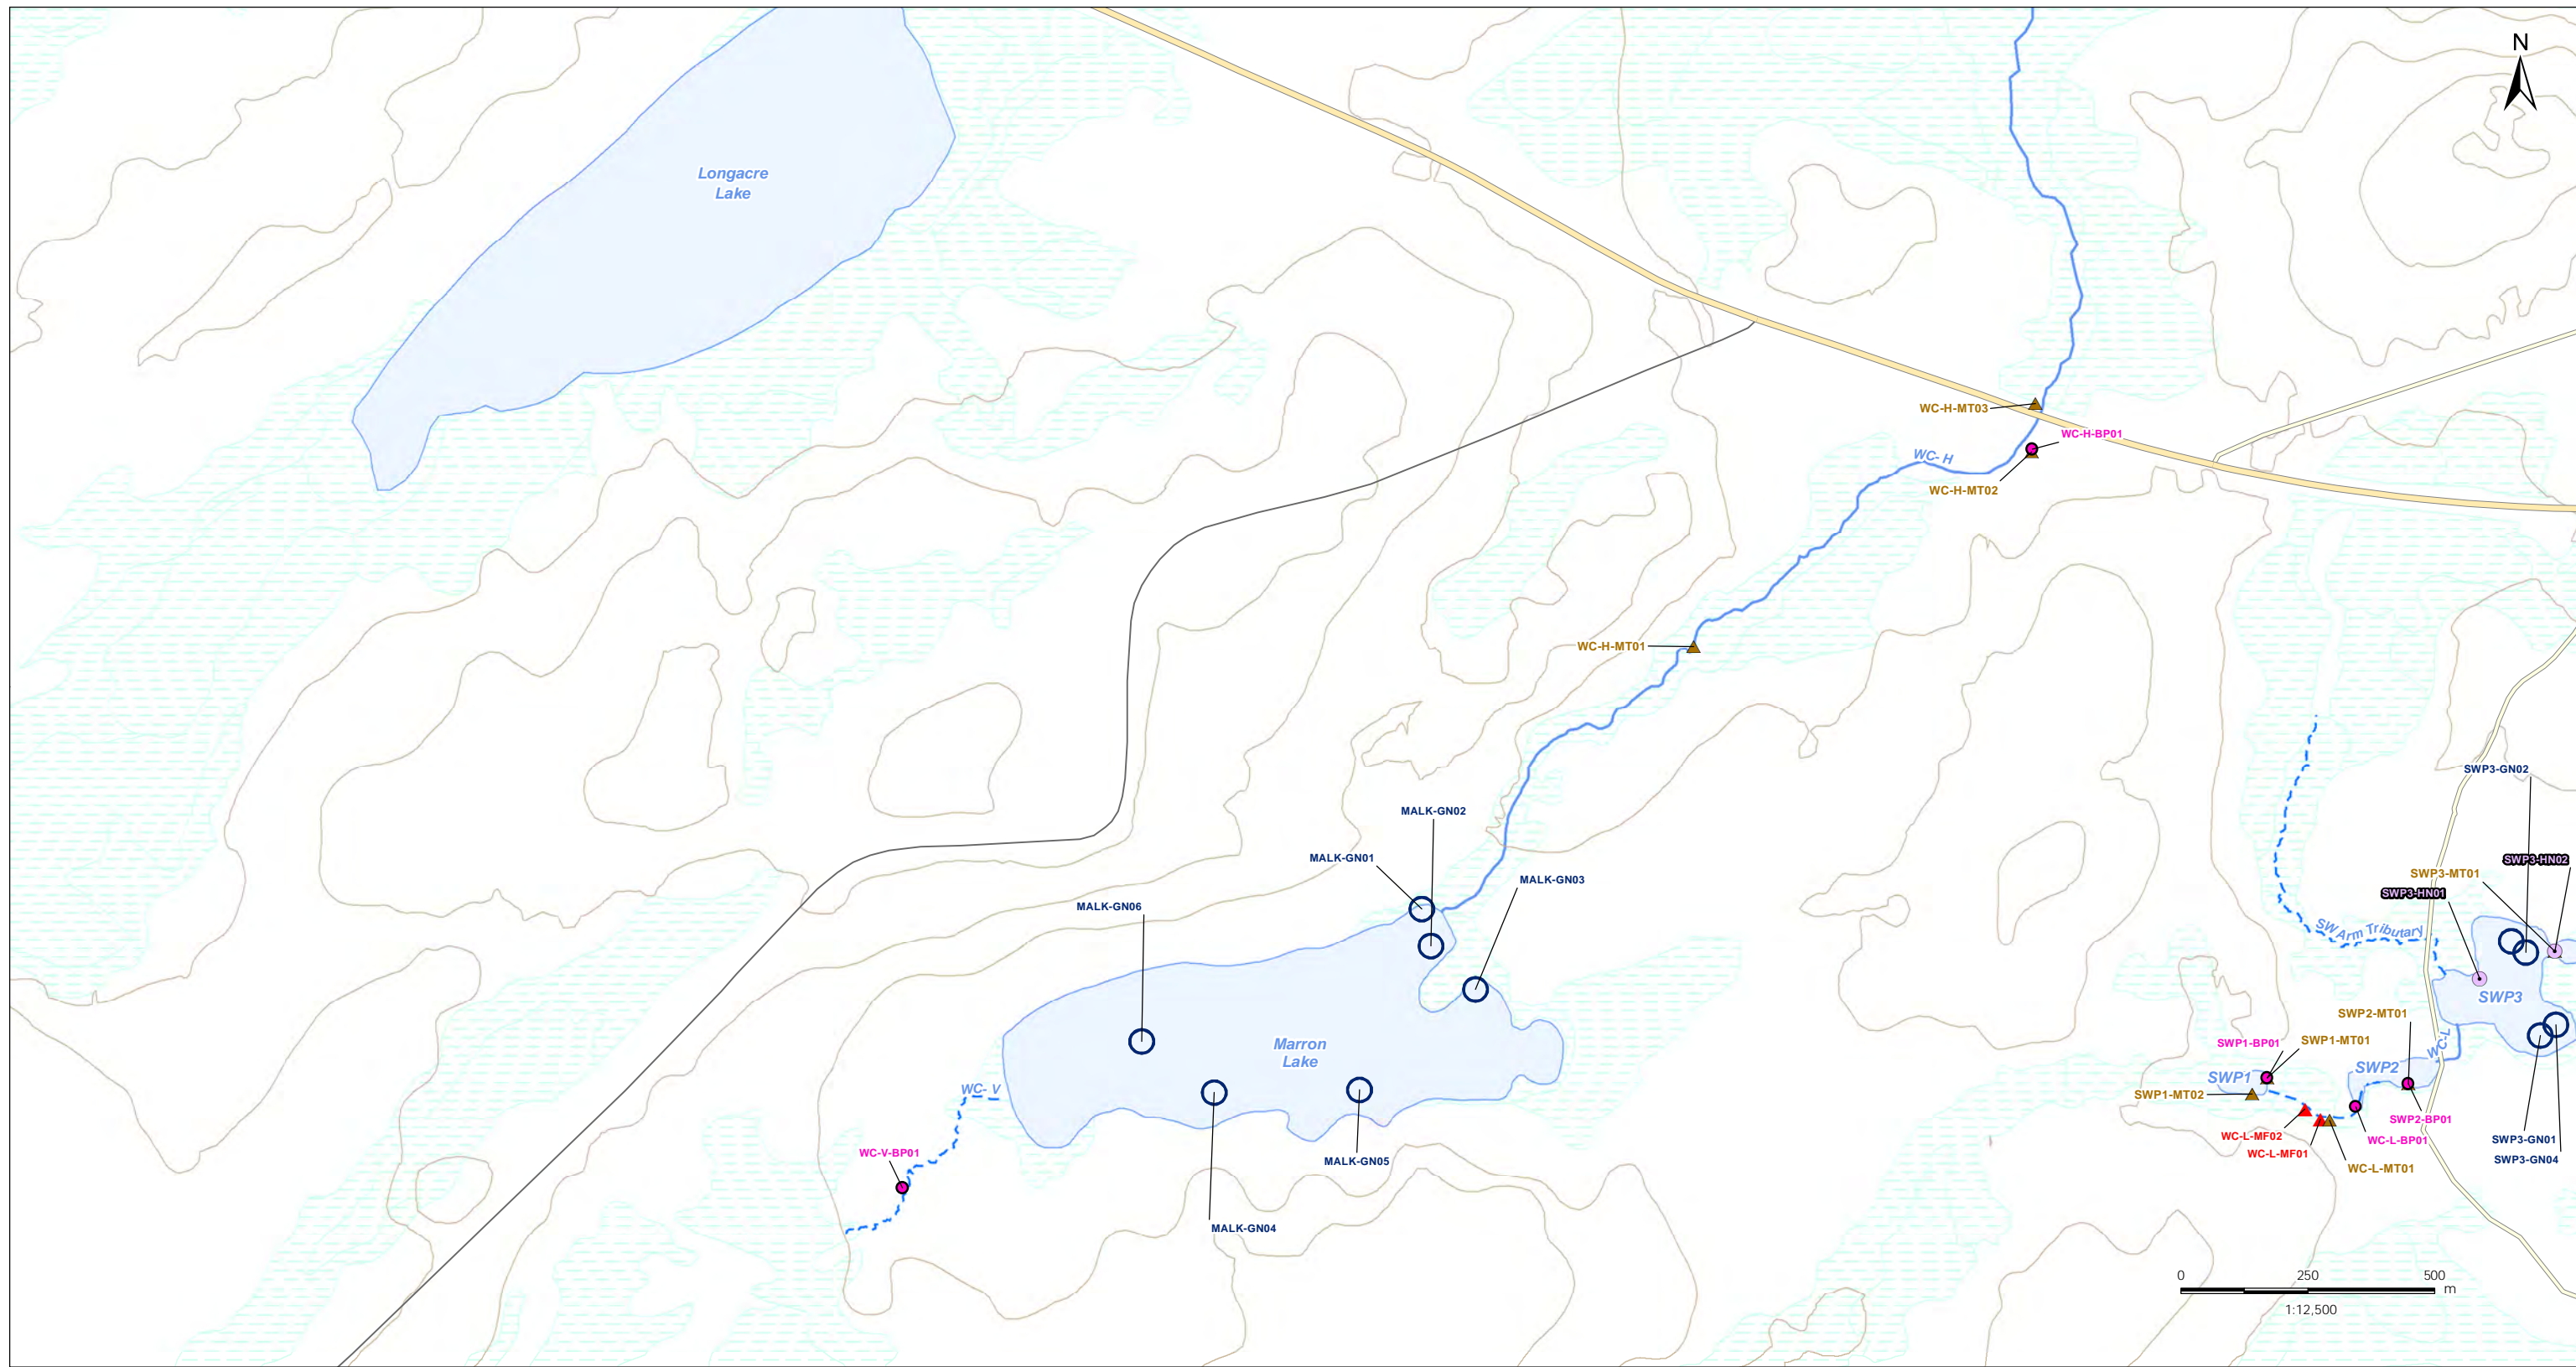 N
Longacre
Lake
WC-H-MT03
WC-H-BP01
WC- H
WC-H-MT02
WC-H-MT01
SWP3-GN02
MALK-GN02
MALK-GN01
SWP3-HN02
SWP3-MT01
MALK-GN03
SWP3-HN01
MALK-GN06
SW Arm Tributary
SWP3
SWP2-MT01
Marron
Lake
SWP1-BP01
SWP1-MT01
WC-L
SWP2
SWP1
WC- V
SWP1-MT02
SWP2-BP01
WC-L-MF02
WC-L-BP01
SWP3-GN01
WC-V-BP01
WC-L-MF01
SWP3-GN04
MALK-GN05
WC-L-MT01
MALK-GN04
0 250 500
m
1:12,500